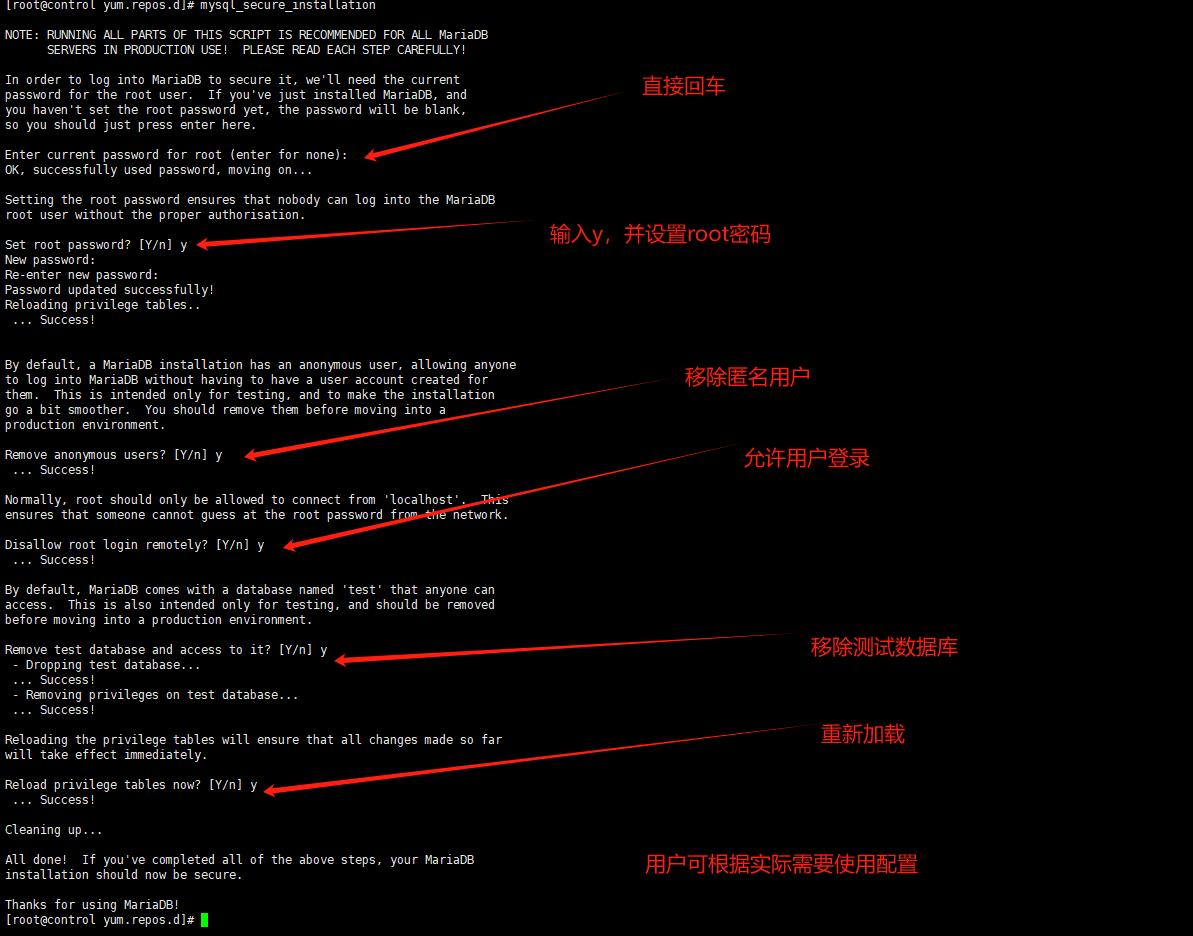 [root@control yum.repos.d]# mysql_secure_installation
NOTE: RUNNING ALL PARTS OF THIS SCRIPT IS RECOMMENDED FOR ALL MariaDB
SERVERS IN PRODUCTION USE!  PLEASE READ EACH STEP CAREFULLY!
In order to log into MariaDB to secure it, we'll need the current
直接回车
password for the root user.  If you've just installed MariaDB, and
you haven't set the root password yet, the password will be blank,
so you should just press enter here.
Enter current password for root (enter for none):
OK, successfully used password, moving on...
Setting the root password ensures that nobody can log into the MariaDB
root user without the proper authorisation.
输入y，并设置root密码
Set root password? [Y/n] y
New password:
Re-enter new password:
Password updated successfully!
Reloading privilege tables..
... Success!
By default, a MariaDB installation has an anonymous user, allowing anyone
to log into MariaDB without having to have a user account created for
移除匿名用户
them.  This is intended only for testing, and to make the installation
go a bit smoother.  You should remove them before moving into a
production environment.
Remove anonymous users? [Y/n] y
允许用户登录
... Success!
Normally, root should only be allowed to connect from 'localhost'.  This
ensures that someone cannot guess at the root password from the network.
Disallow root login remotely? [Y/n] y
... Success!
By default, MariaDB comes with a database named 'test' that anyone can
access.  This is also intended only for testing, and should be removed
before moving into a production environment.
Remove test database and access to it? [Y/n] y
移除测试数据库
- Dropping test database...
... Success!
- Removing privileges on test database...
... Success!
重新加载
Reloading the privilege tables will ensure that all changes made so far
will take effect immediately.
Reload privilege tables now? [Y/n] y
... Success!
Cleaning up...
All done!  If you've completed all of the above steps, your MariaDB
用户可根据实际需要使用配置
installation should now be secure.
Thanks for using MariaDB!
[root@control yum.repos.d]#